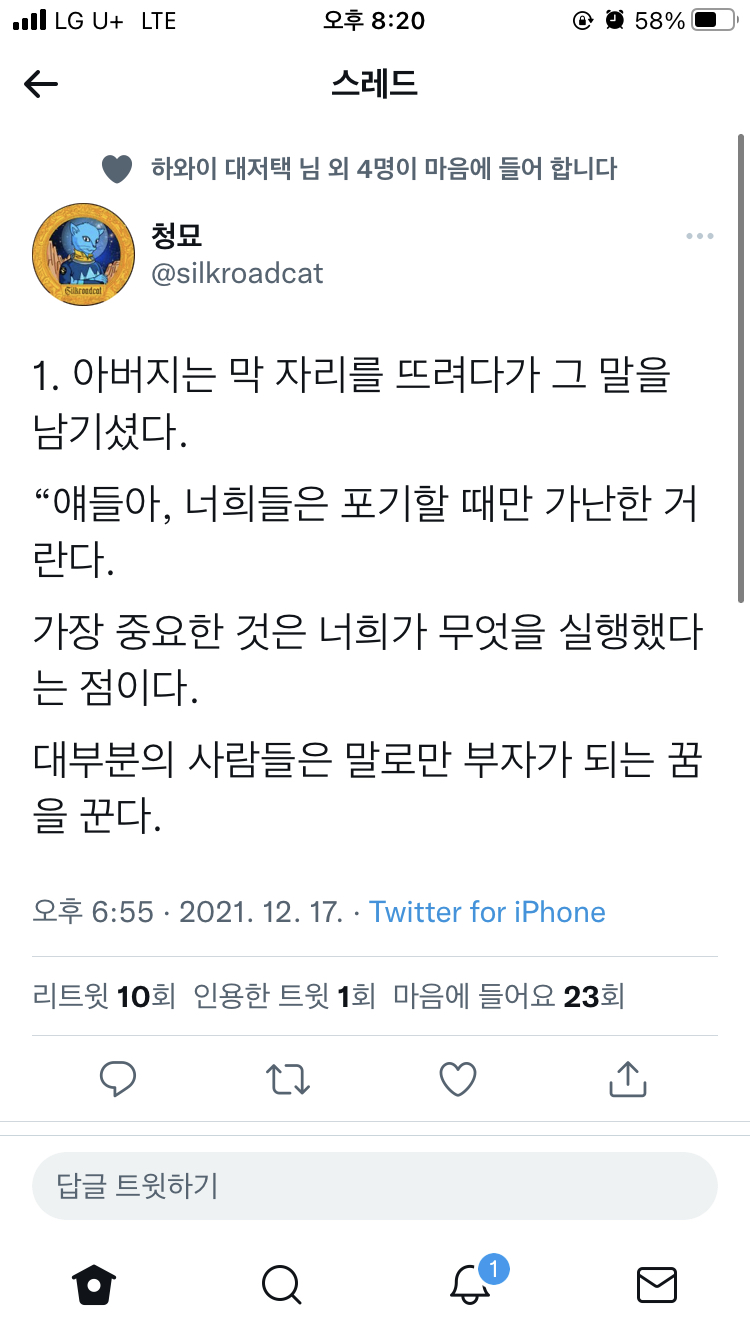 LG U+ LTE 오후 8:20 58%
스레드
하와이 대저택 님 외 4명이 마음에 들어 합니다
청묘
@silkroadcat
Silkroadcat
1. 아버지는 막 자리를 뜨려다가 그 말을
남기셨다.
“얘들아, 너희들은 포기할 때만 가난한 거
란다.
가장 중요한 것은 너희가 무엇을 실행했다
는 점이다.
대부분의 사람들은 말로만 부자가 되는 꿈
을 꾼다.
오후 6:55 · 2021. 12. 17. · Twitter for iPhone
리트윗 10회 인용한 트윗 1회 마음에 들어요 23회
답글 트윗하기
1